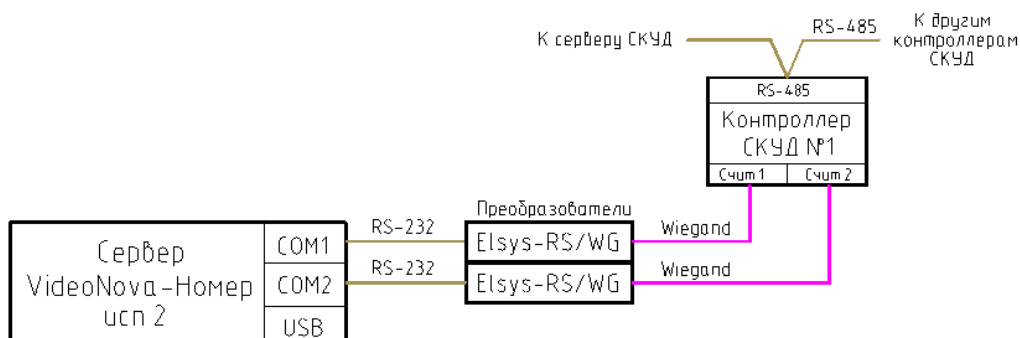 К серверу СКУД
RS-485
К другим
контроллерам
СКУД
RS-485
Контроллер
СКУД №1
Счит 1
Счит 2
Преобразователи
Сервер
VideoNova-Номер
исп 2
COM1
RS-232
Elsys-RS/WG
Wiegand
COM2
RS-232
Elsys-RS/WG
Wiegand
USB